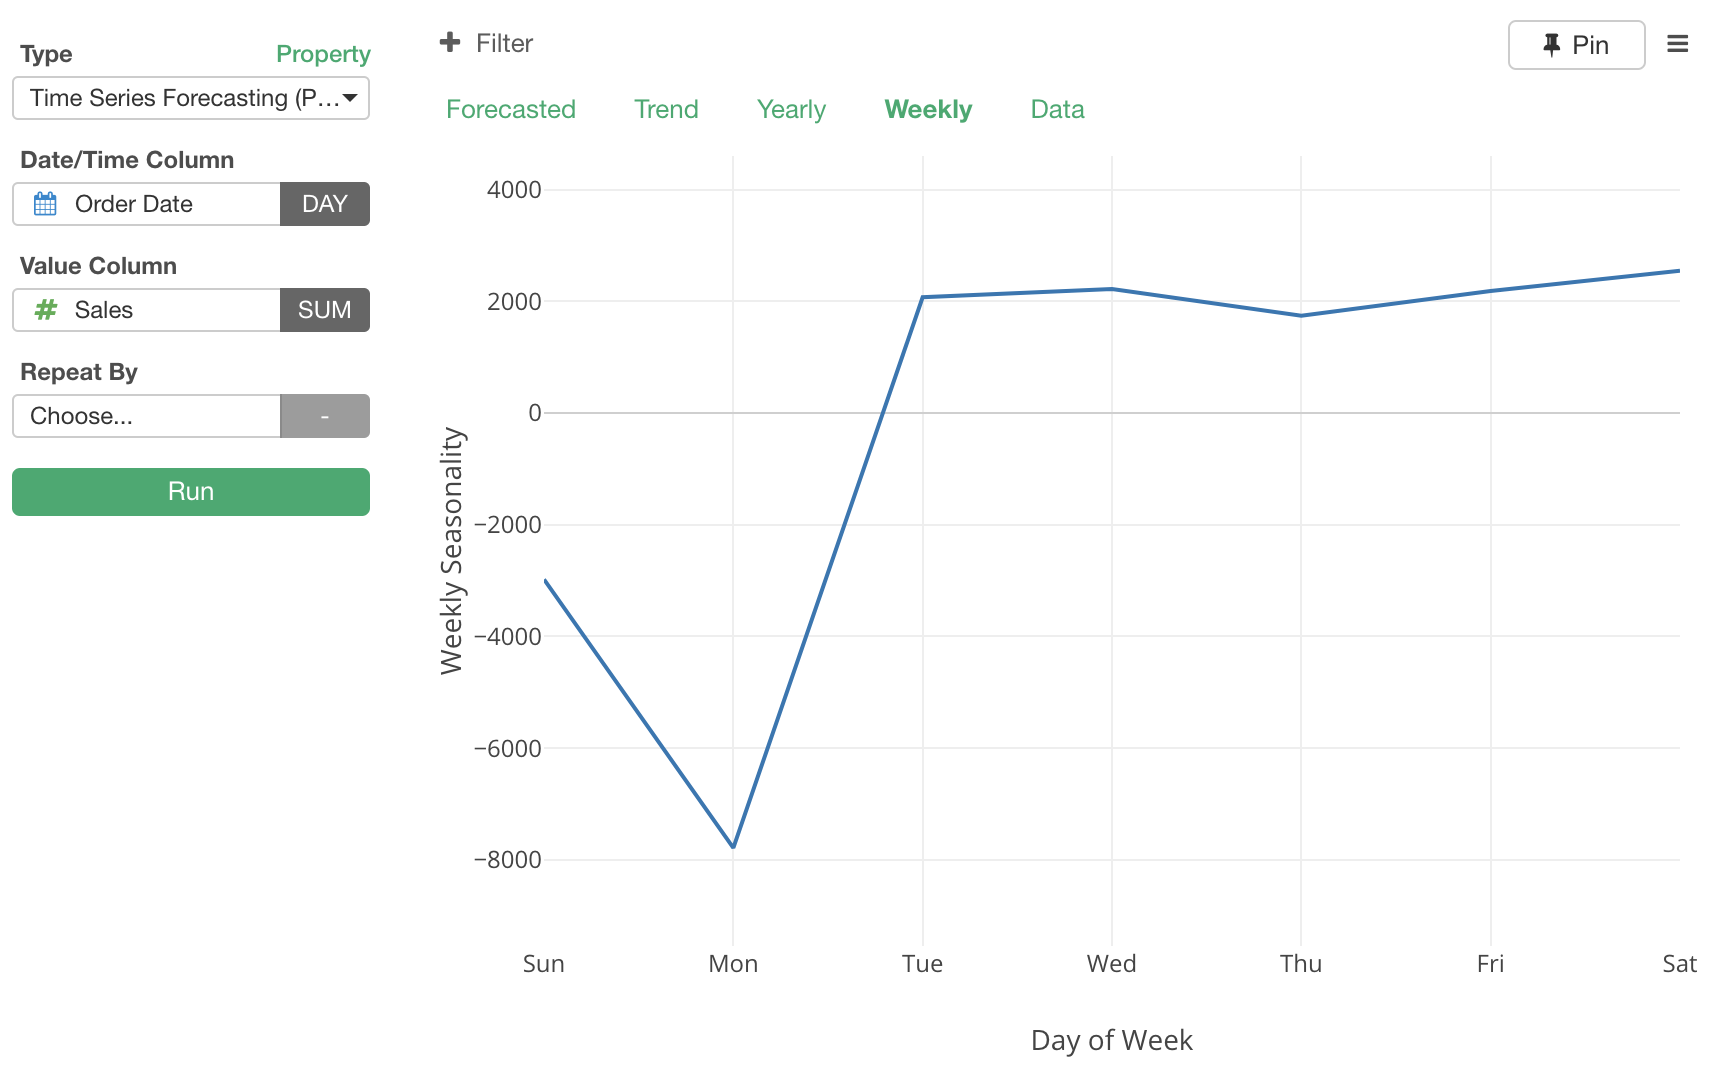 Type Property
Time Series Forecasting (P...
Date/Time Column
Order Date DAY
Value Column
# Sales SUM
Repeat By
Choose... -
Run
Filter
Pin
Forecasted Trend Yearly Weekly Data
Weekly Seasonality
4000
2000
0
−2000
−4000
−6000
−8000
Sun Mon Tue Wed Thu Fri Sat
Day of Week